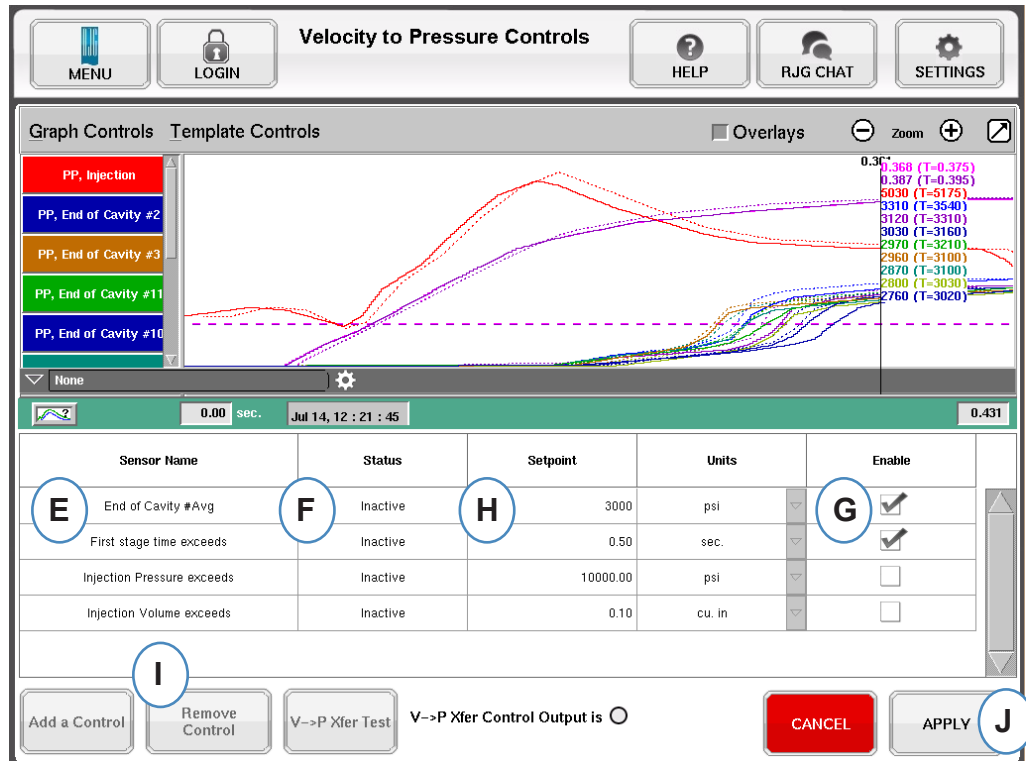 Velocity to Pressure Controls
MENU
LOGIN
HELP
RJG CHAT
SETTINGS
Graph Controls Template Controls
Overlays
Zoom
PP, Injection
PP, End of Cavity #2
PP, End of Cavity #3
PP, End of Cavity #11
PP, End of Cavity #10
0.368 (T=0.375)
0.387 (T=0.395)
5030 (T=5175)
3310 (T=3540)
3120 (T=3310)
3030 (T=3160)
2970 (T=3210)
2960 (T=3100)
2870 (T=3100)
2800 (T=3030)
2760 (T=3020)
None
0.00 sec. Jul 14, 12 : 21 : 45 0.431
Sensor Name Status Setpoint Units Enable
E End of Cavity #Avg F Inactive H 3000 psi G
First stage time exceeds Inactive 0.50 sec.
Injection Pressure exceeds Inactive 10000.00 psi
Injection Volume exceeds Inactive 0.10 cu. in
I
Add a Control
Remove
Control
V->P Xfer Test
V->P Xfer Control Output is
CANCEL
APPLY J